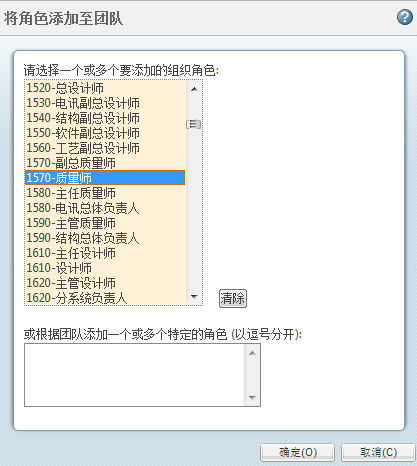 将角色添加至团队
请选择一个或多个要添加的组织角色:
1520-总设计师
1530-电讯副总设计师
1540-结构副总设计师
1550-软件副总设计师
1560-工艺副总设计师
1570-副总质量师
1570-质量师
1580-主任质量师
1580-电讯总体负责人
1590-主管质量师
1590-结构总体负责人
1610-主任设计师
1610-设计师
1620-主管设计师
1620-分系统负责人
清除
或根据团队添加一个或多个特定的角色 (以逗号分开):
确定(O) 取消(C)